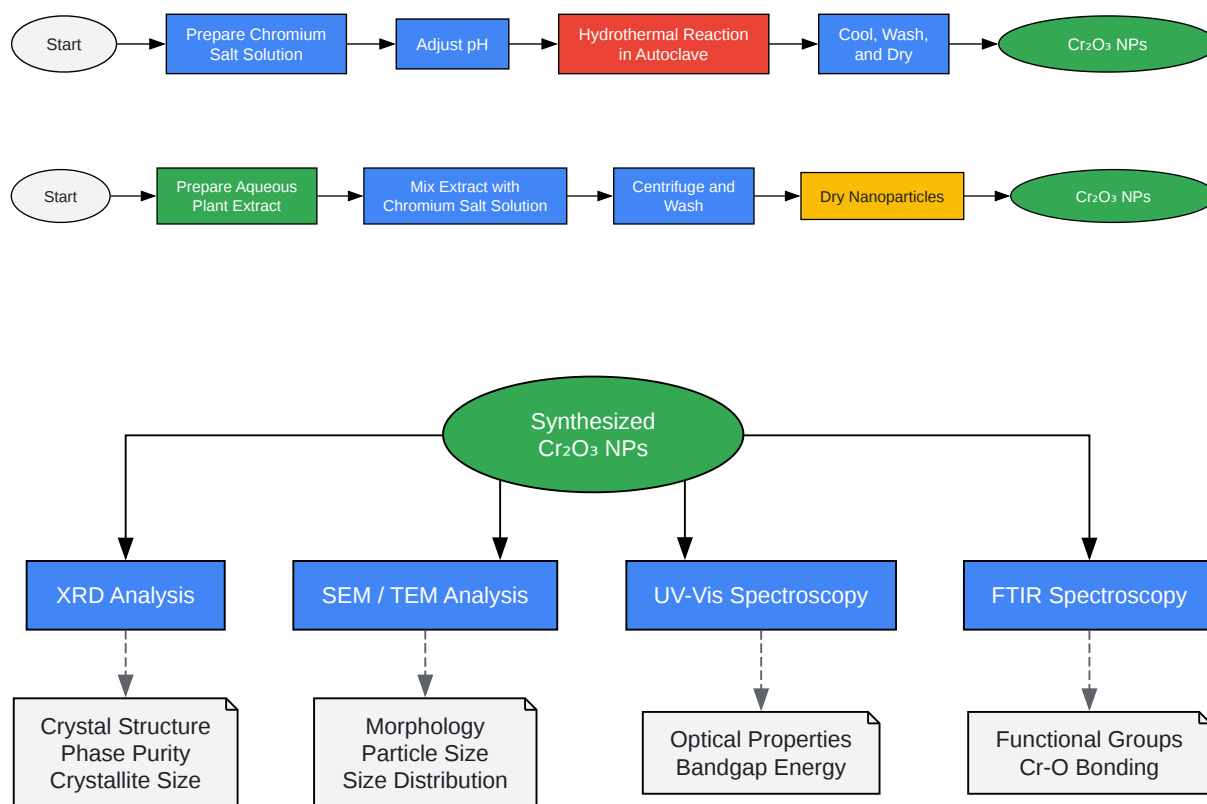 Start
Prepare Chromium
Salt Solution
Adjust pH
Hydrothermal Reaction
in Autoclave
Cool, Wash,
and Dry
Cr₂O₃ NPs
Start
Prepare Aqueous
Plant Extract
Mix Extract with
Chromium Salt Solution
Centrifuge and
Wash
Dry Nanoparticles
Cr₂O₃ NPs
Synthesized
Cr₂O₃ NPs
XRD Analysis
SEM / TEM Analysis
UV-Vis Spectroscopy
FTIR Spectroscopy
Crystal Structure
Phase Purity
Crystallite Size
Morphology
Particle Size
Size Distribution
Optical Properties
Bandgap Energy
Functional Groups
Cr-O Bonding